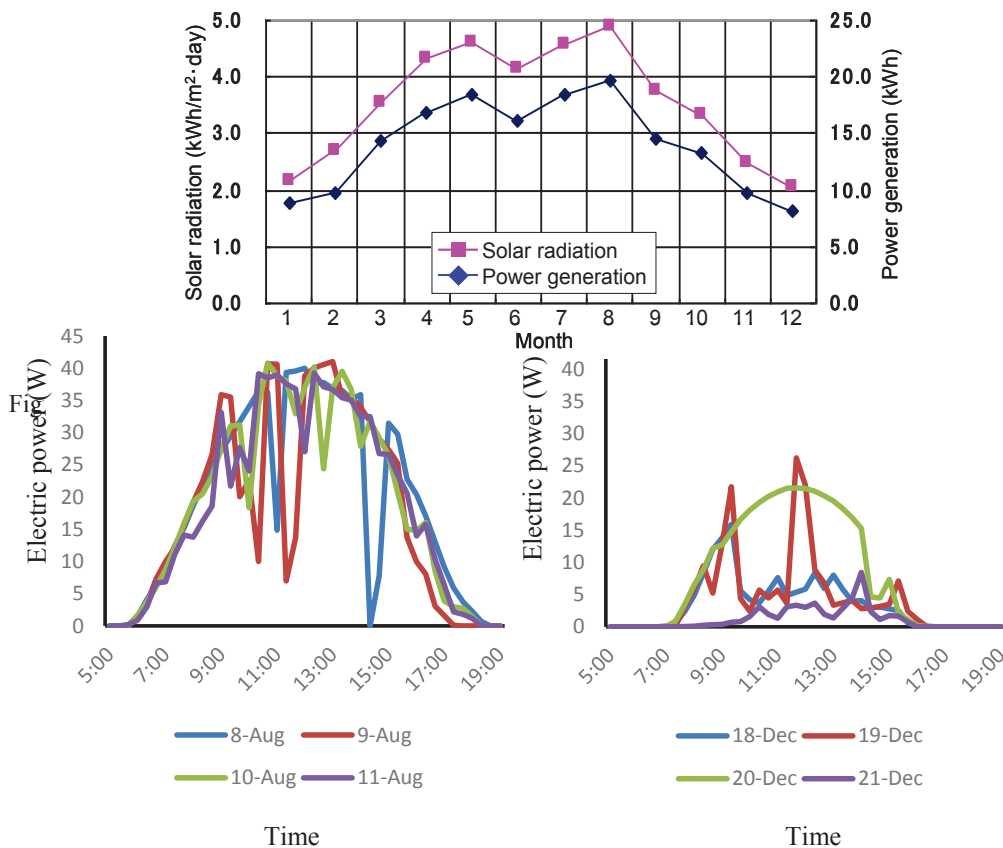 Solar radiation (kWh/m²·day)
5.0
4.0
3.0
2.0
1.0
0.0
25.0
20.0
15.0
10.0
5.0
0.0
Power generation (kWh)
Solar radiation
Power generation
1 2 3 4 5 6 7 8 9 10 11 12
Month
Fig
Electric power (W)
45
40
35
30
25
20
15
10
5
0
5:00 7:00 9:00 11:00 13:00 15:00 17:00 19:00
8-Aug 9-Aug
10-Aug 11-Aug
Time
Electric power (W)
40
30
20
10
0
5:00 7:00 9:00 11:00 13:00 15:00 17:00 19:00
18-Dec 19-Dec
20-Dec 21-Dec
Time